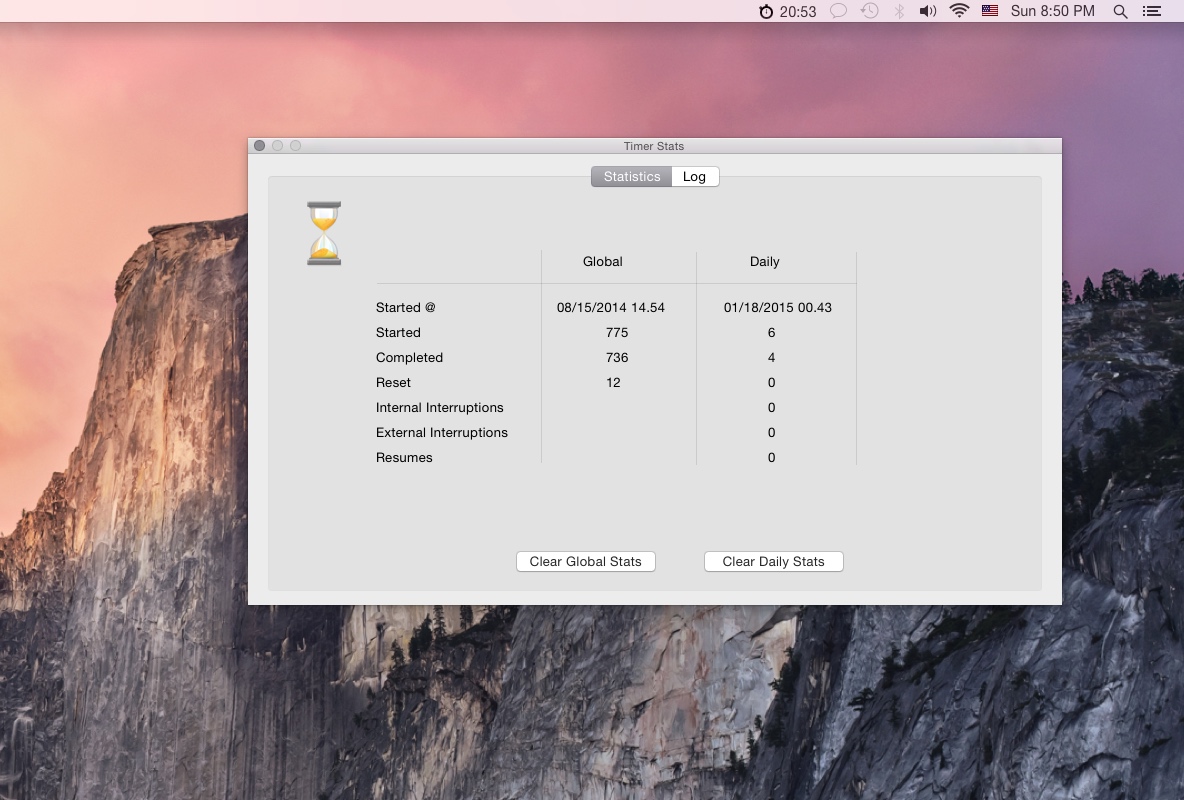 20:53 Sun 8:50 PM
Timer Stats
Statistics Log
Global Daily
Started @ 08/15/2014 14.54 01/18/2015 00.43
Started 775 6
Completed 736 4
Reset 12 0
Internal Interruptions 0
External Interruptions 0
Resumes 0
Clear Global Stats Clear Daily Stats